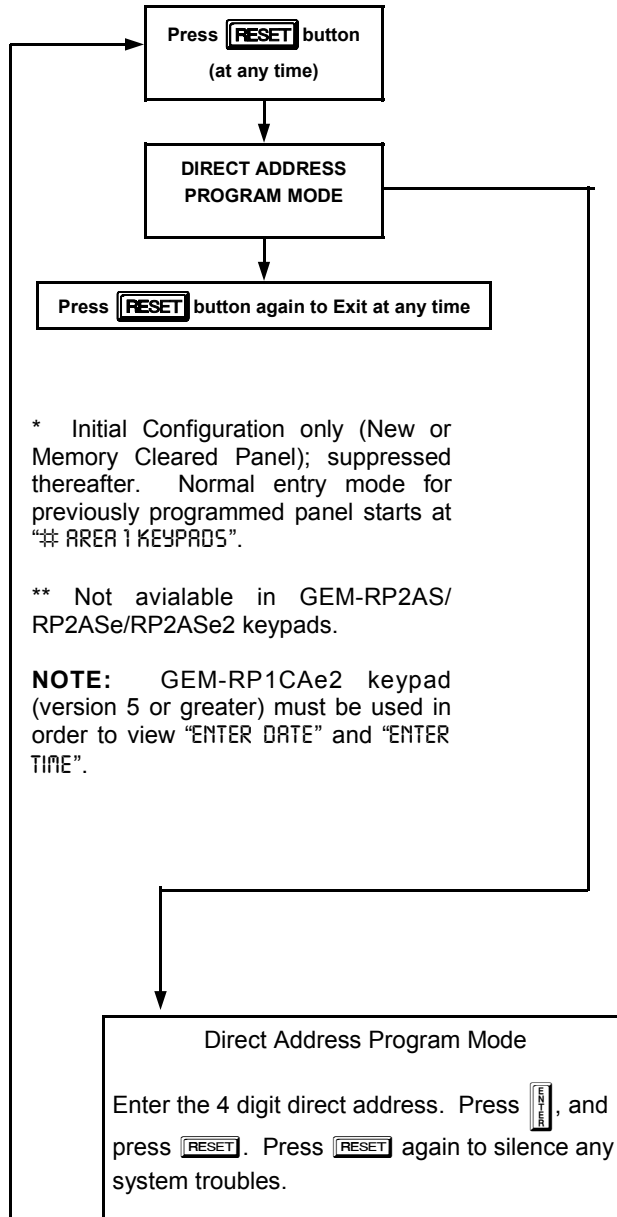 Press RESET button
(at any time)
DIRECT ADDRESS
PROGRAM MODE
Press RESET button again to Exit at any time
* Initial Configuration only (New or
Memory Cleared Panel); suppressed
thereafter. Normal entry mode for
previously programmed panel starts at
“# AREA 1 KEYPADS”.
** Not avialable in GEM-RP2AS/
RP2ASe/RP2ASe2 keypads.
NOTE: GEM-RP1CAe2 keypad
(version 5 or greater) must be used in
order to view “ENTER DATE” and “ENTER
TIME”.
Direct Address Program Mode
Enter the 4 digit direct address. Press ENTER, and
press RESET. Press RESET again to silence any
system troubles.